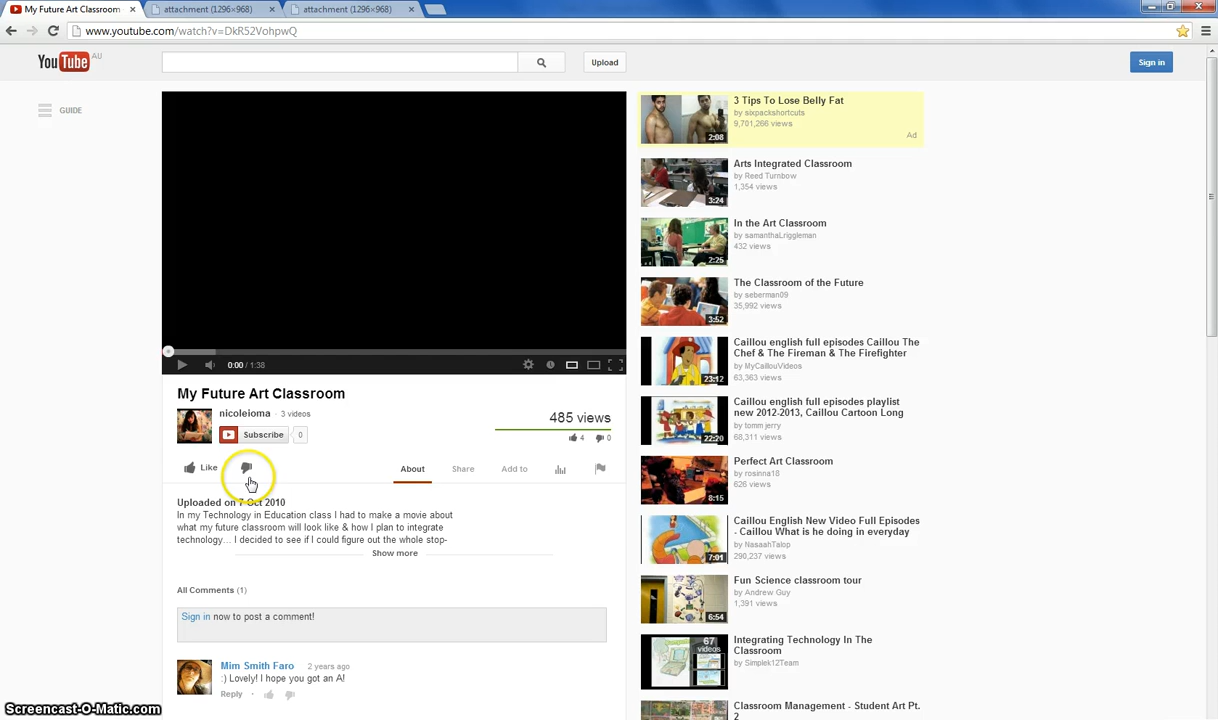 My Future Art Classroom
attachment (1296×968)
attachment (1296×968)
www.youtube.com/watch?v=DkR52VohpwQ
YouTube AU
Upload
Sign in
GUIDE
0:00 / 1:38
My Future Art Classroom
nicoleioma · 3 videos
Subscribe 0
485 views
4 0
Like
About
Share
Add to
Uploaded on 7 Oct 2010
In my Technology in Education class I had to make a movie about
what my future classroom will look like & how I plan to integrate
technology... I decided to see if I could figure out the whole stop-
Show more
All Comments (1)
Sign in now to post a comment!
Mim Smith Faro 2 years ago
:) Lovely! I hope you got an A!
Reply ·
3 Tips To Lose Belly Fat
by sixpackshortcuts
9,701,266 views
Ad
2:08
Arts Integrated Classroom
by Reed Turnbow
1,354 views
3:24
In the Art Classroom
by samanthaLriggleman
432 views
2:25
The Classroom of the Future
by seberman09
35,992 views
3:52
Caillou english full episodes Caillou The
Chef & The Fireman & The Firefighter
by MyCaillouVideos
63,363 views
23:12
Caillou english full episodes playlist
new 2012-2013, Caillou Cartoon Long
by tomm jerry
68,311 views
22:20
Perfect Art Classroom
by rosinna18
626 views
8:15
Caillou English New Video Full Episodes
- Caillou What is he doing in everyday
by NasaahTalop
290,237 views
7:01
Fun Science classroom tour
by Andrew Guy
1,391 views
6:54
Integrating Technology In The
Classroom
by Simplek12Team
67
videos
Classroom Management - Student Art Pt.
2
Screencast-O-Matic.com